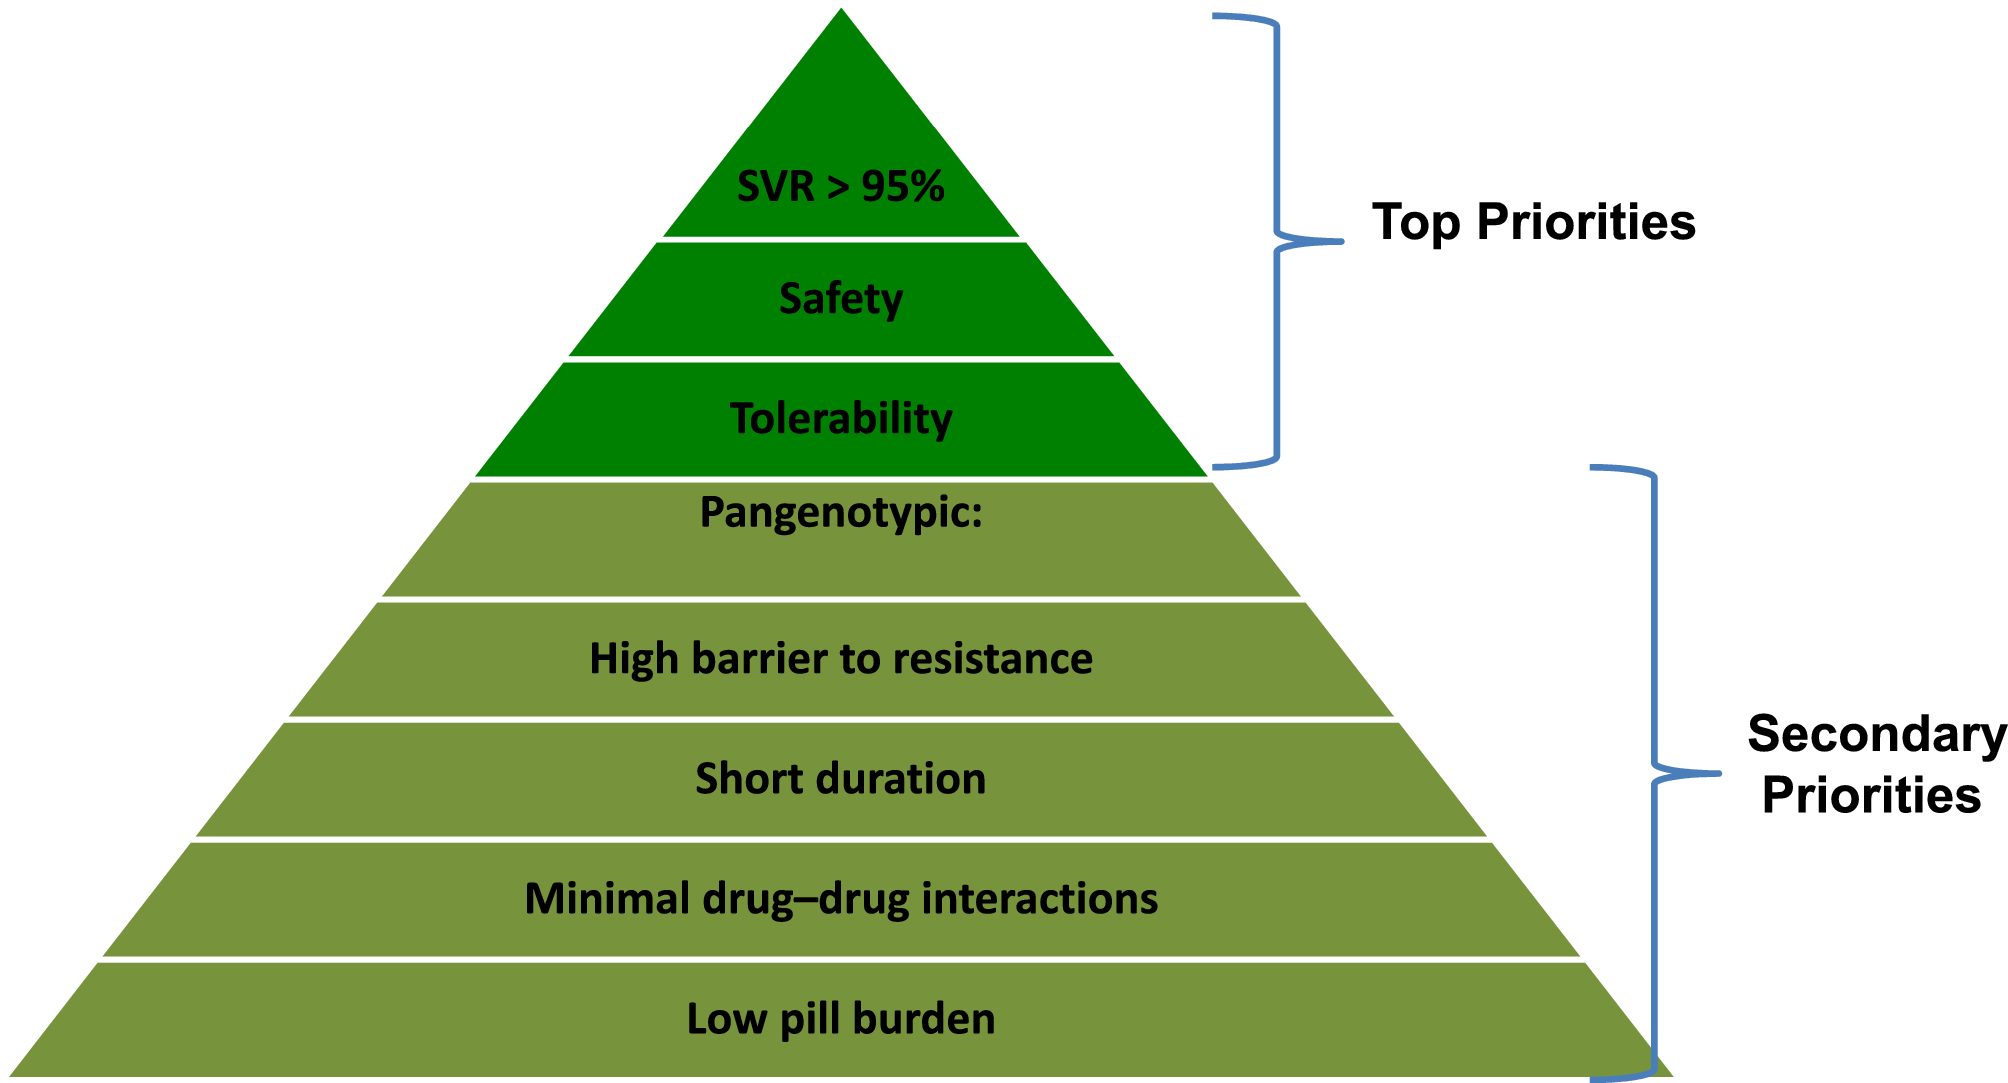 SVR > 95%
Safety
Tolerability
Top Priorities
Pangenotypic:
High barrier to resistance
Short duration
Minimal drug–drug interactions
Low pill burden
Secondary
Priorities